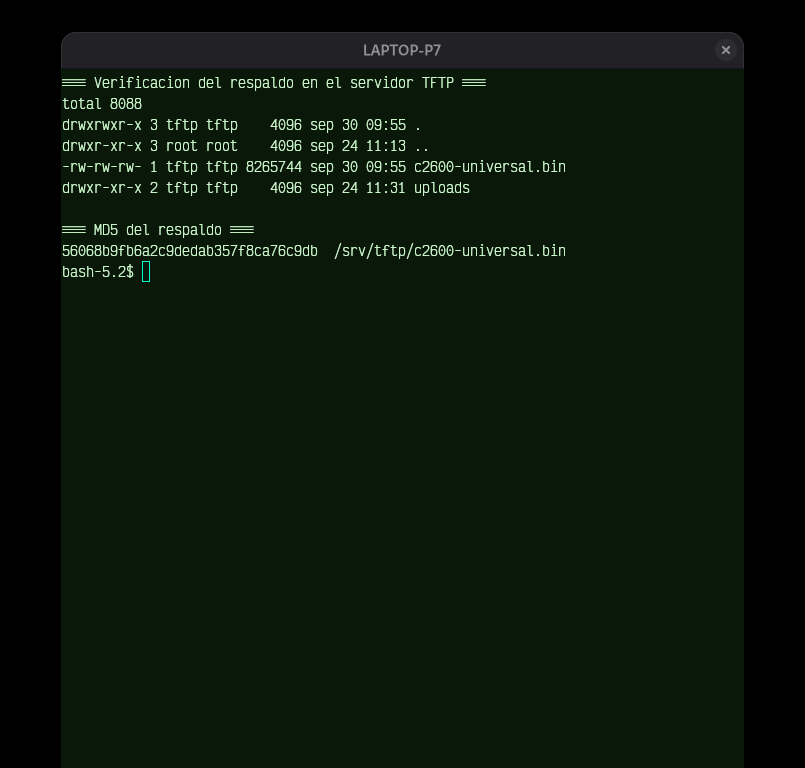 LAPTOP-P7
=== Verificacion del respaldo en el servidor TFTP ===
total 8088
drwxrwxr-x 3 tftp tftp    4096 sep 30 09:55 .
drwxr-xr-x 3 root root    4096 sep 24 11:13 ..
-rw-rw-rw- 1 tftp tftp 8265744 sep 30 09:55 c2600-universal.bin
drwxr-xr-x 2 tftp tftp    4096 sep 24 11:31 uploads
=== MD5 del respaldo ===
56068b9fb6a2c9dedab357f8ca76c9db  /srv/tftp/c2600-universal.bin
bash-5.2$